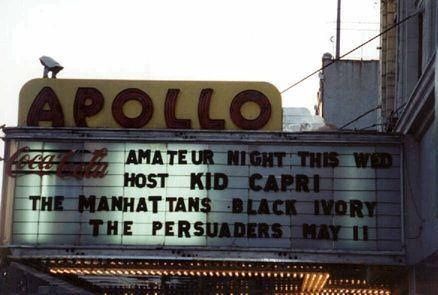 APOLLO
Coca-Cola
AMATEUR NIGHT THIS WED
HOST KID CAPRI
THE MANHATTANS BLACK IVORY
THE PERSUADERS MAY 11